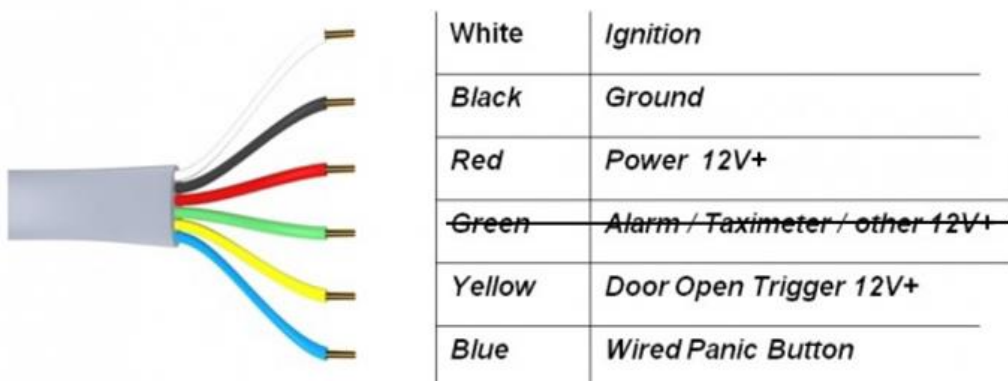 White Ignition
Black Ground
Red Power 12V+
Green Alarm / Taximeter / other 12V+
Yellow Door Open Trigger 12V+
Blue Wired Panic Button